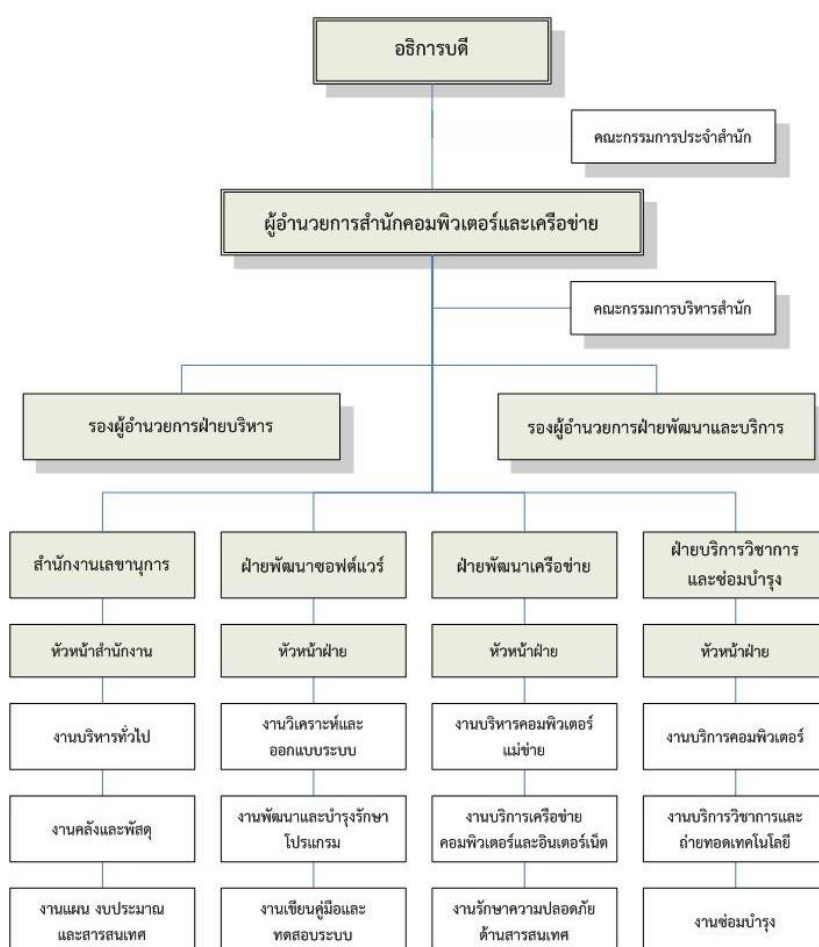 อธิการบดี
คณะกรรมการประจำสำนัก
ผู้อำนวยการสำนักคอมพิวเตอร์และเครือข่าย
คณะกรรมการบริหารสำนัก
รองผู้อำนวยการฝ่ายบริหาร
รองผู้อำนวยการฝ่ายพัฒนาและบริการ
สำนักงานเลขานุการ
หัวหน้าสำนักงาน
งานบริหารทั่วไป
งานคลังและพัสดุ
งานแผน งบประมาณ
และสารสนเทศ
ฝ่ายพัฒนาซอฟต์แวร์
หัวหน้าฝ่าย
งานวิเคราะห์และ
ออกแบบระบบ
งานพัฒนาและบำรุงรักษา
โปรแกรม
งานเขียนคู่มือและ
ทดสอบระบบ
ฝ่ายพัฒนาเครือข่าย
หัวหน้าฝ่าย
งานบริหารคอมพิวเตอร์
แม่ข่าย
งานบริการเครือข่าย
คอมพิวเตอร์และอินเตอร์เน็ต
งานรักษาความปลอดภัย
ด้านสารสนเทศ
ฝ่ายบริการวิชาการ
และซ่อมบำรุง
หัวหน้าฝ่าย
งานบริการคอมพิวเตอร์
งานบริการวิชาการและ
ถ่ายทอดเทคโนโลยี
งานซ่อมบำรุง